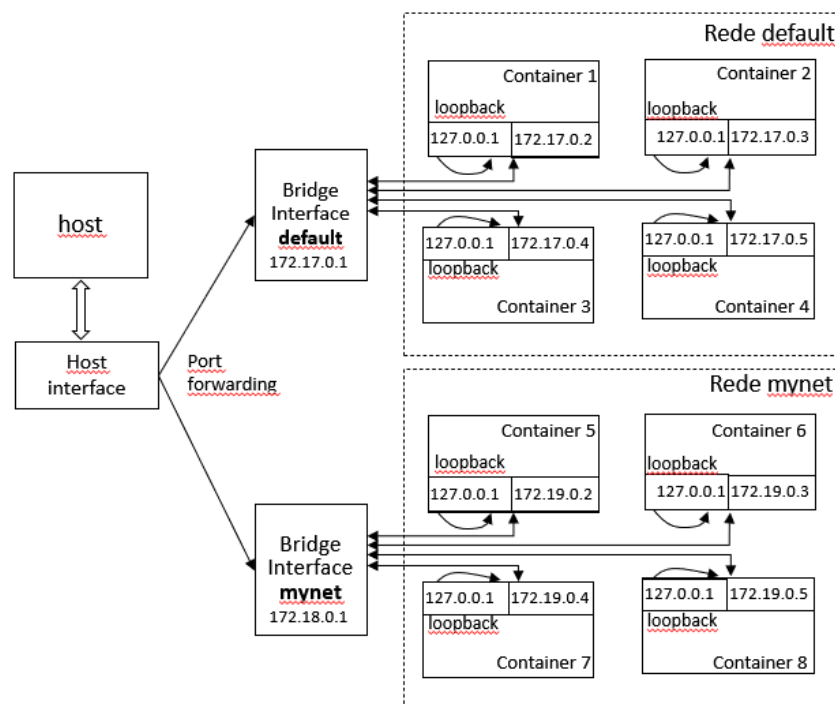 Rede default
Container 1
loopback
127.0.0.1
172.17.0.2
Container 2
loopback
127.0.0.1
172.17.0.3
host
Bridge
Interface
default
172.17.0.1
127.0.0.1
172.17.0.4
loopback
Container 3
127.0.0.1
172.17.0.5
loopback
Container 4
Host
interface
Port
forwarding
Rede mynet
Container 5
loopback
127.0.0.1
172.19.0.2
Container 6
loopback
127.0.0.1
172.19.0.3
Bridge
Interface
mynet
172.18.0.1
127.0.0.1
172.19.0.4
loopback
Container 7
127.0.0.1
172.19.0.5
loopback
Container 8